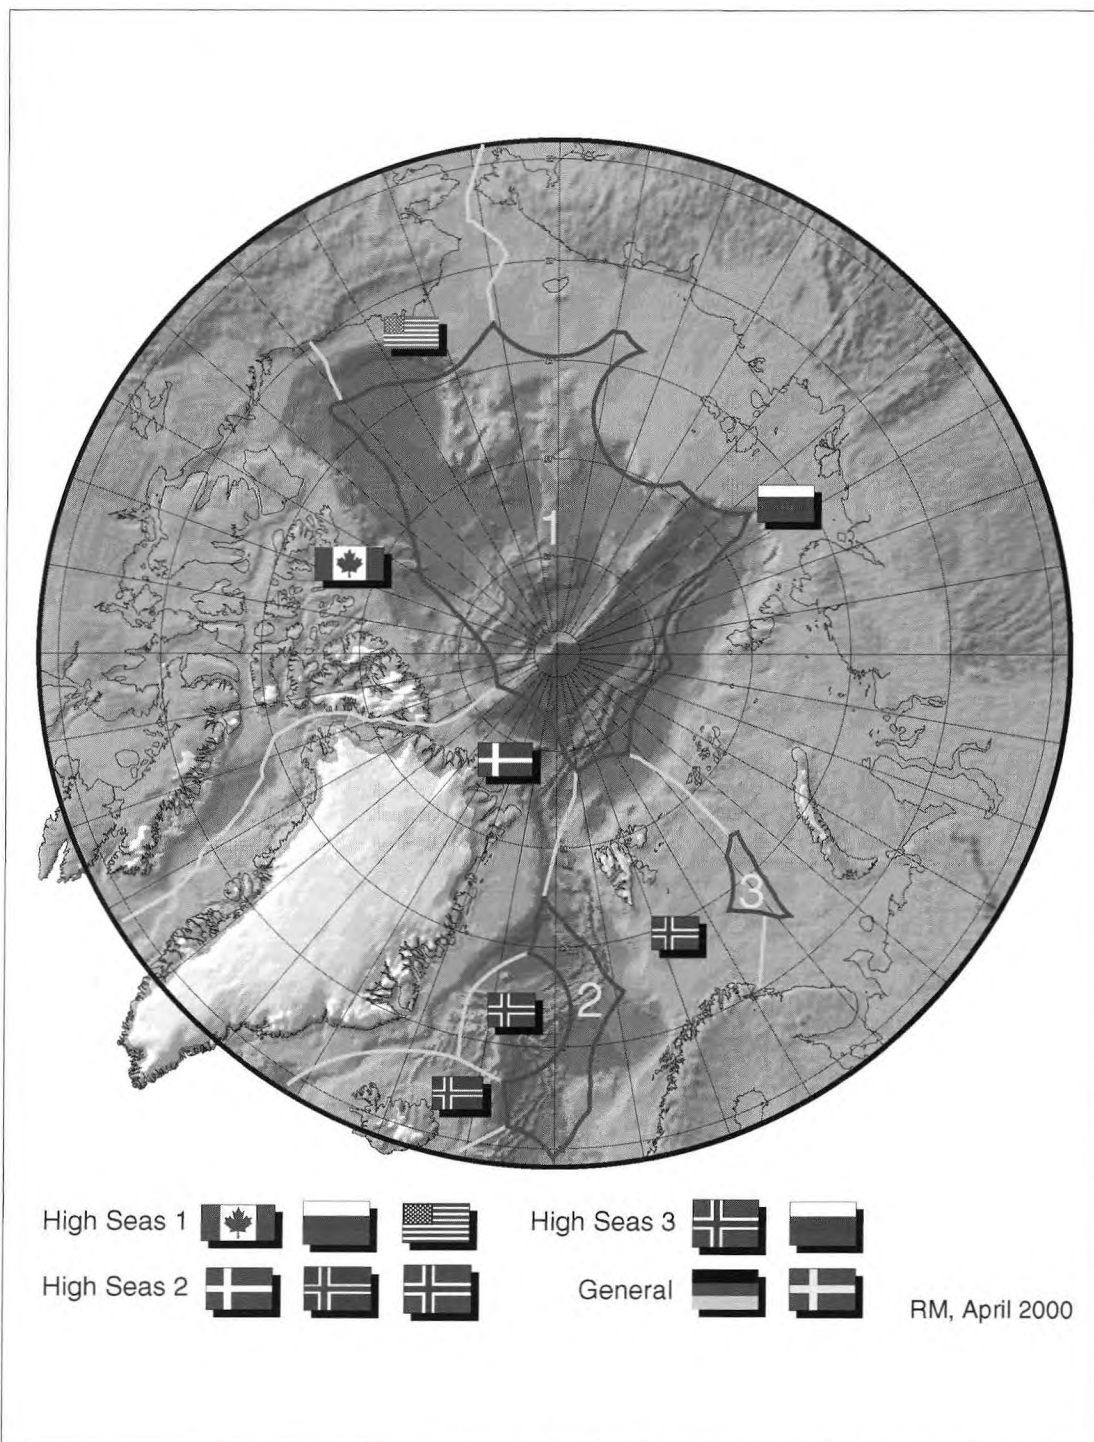 1
3
2
High Seas 1
High Seas 3
High Seas 2
General
RM, April 2000